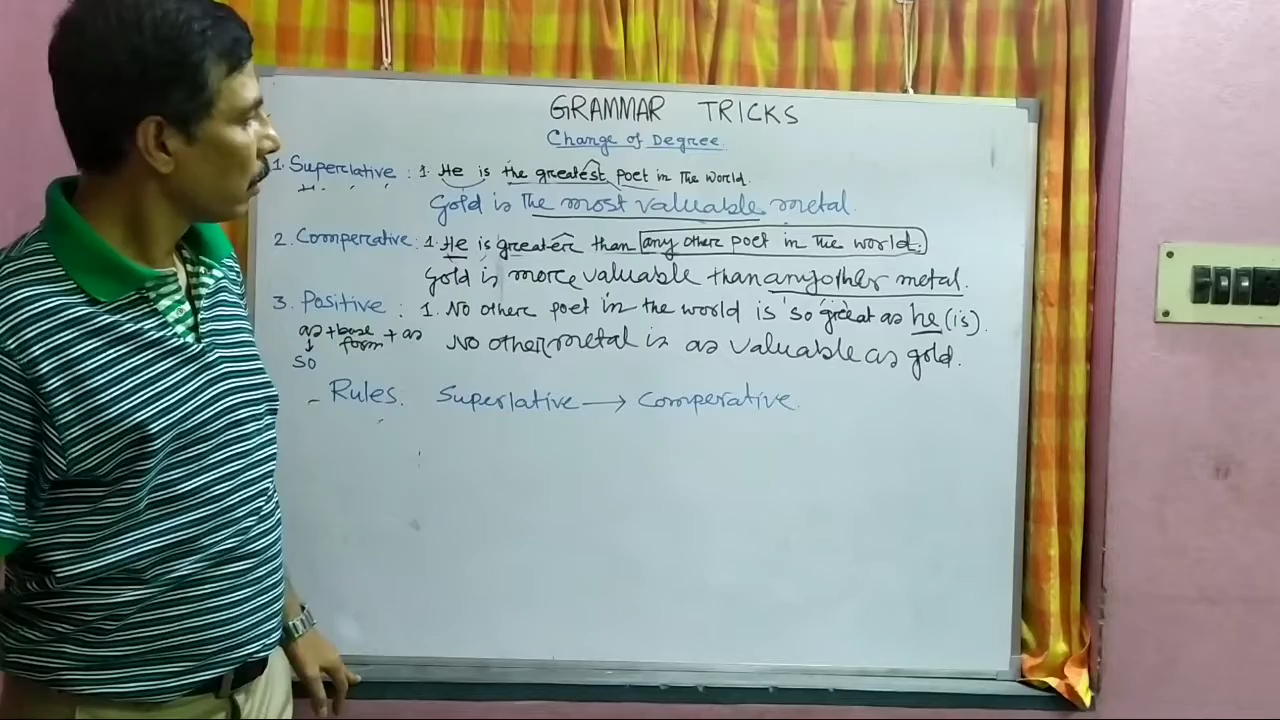 GRAMMAR TRICKS
Change of Degree.
1. Superlative : 1. He is the greatest poet in the world.
Gold is the most valuable metal.
2. Comperative : 1. He is greater than any other poet in the world.
Gold is more valuable than any other metal.
3. Positive : 1. No other poet in the world is so great as he (is).
as + base form + as
↓
so
No other metal is as valuable as gold.
- Rules. Superlative → Comperative.